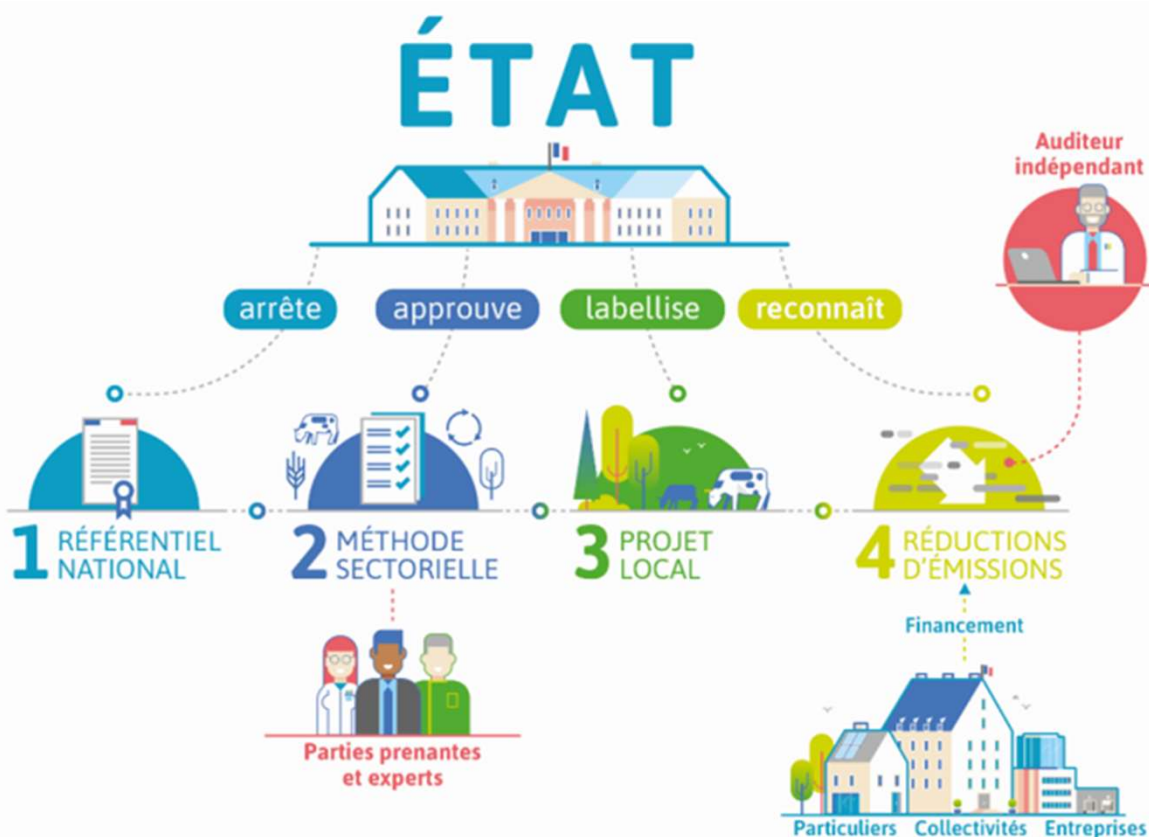 ÉTAT
Auditeur
indépendant
arrête
approuve
labellise
reconnaît
1 RÉFÉRENTIEL
NATIONAL
2 MÉTHODE
SECTORIELLE
3 PROJET
LOCAL
4 RÉDUCTIONS
D'ÉMISSIONS
Financement
Parties prenantes
et experts
Particuliers Collectivités Entreprises